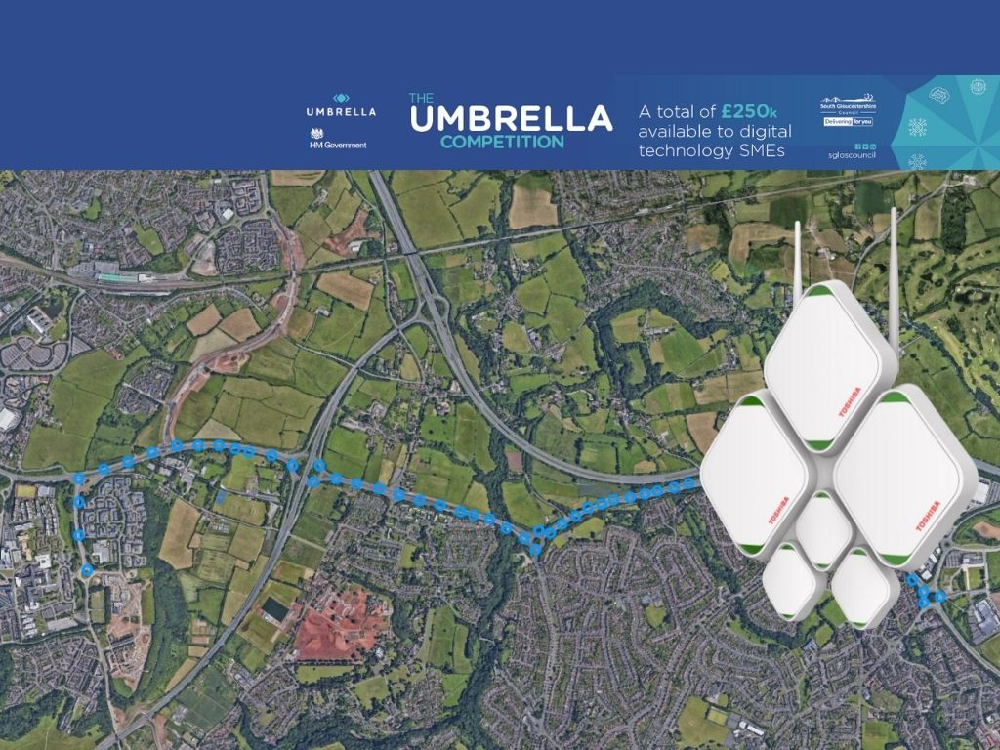 UMBRELLA
HM Government
THE
UMBRELLA
COMPETITION
A total of £250k
available to digital
technology SMEs
South Gloucestershire
Council
Delivering for you
sgloscouncil
TOSHIBA
TOSHIBA
TOSHIBA